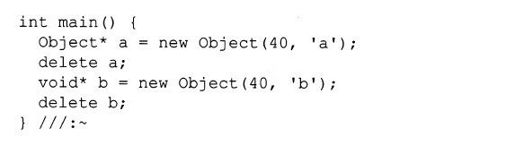 int main() {
  Object* a = new Object(40, 'a');
  delete a;
  void* b = new Object(40, 'b');
  delete b;
} ///:~